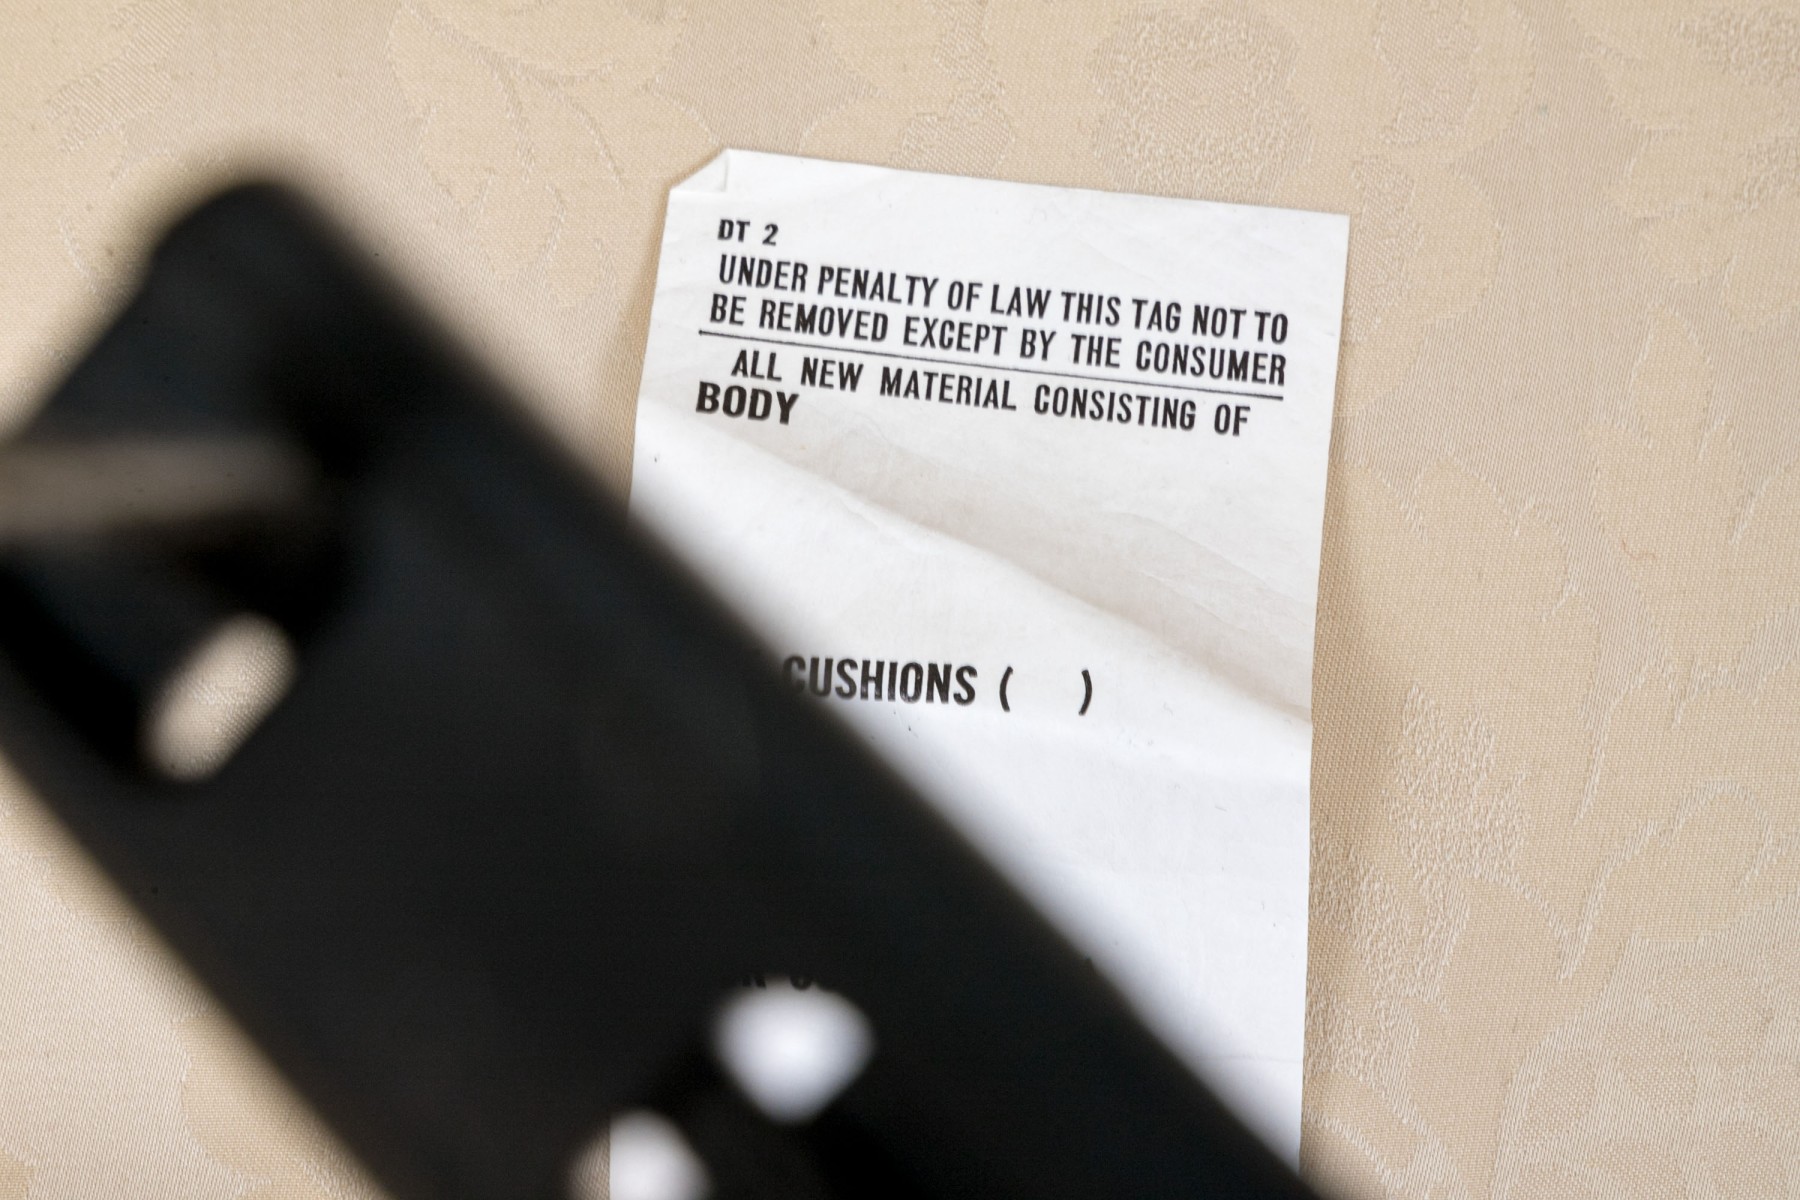 DT 2
UNDER PENALTY OF LAW THIS TAG NOT TO
BE REMOVED EXCEPT BY THE CONSUMER
ALL NEW MATERIAL CONSISTING OF
BODY
CUSHIONS ( )